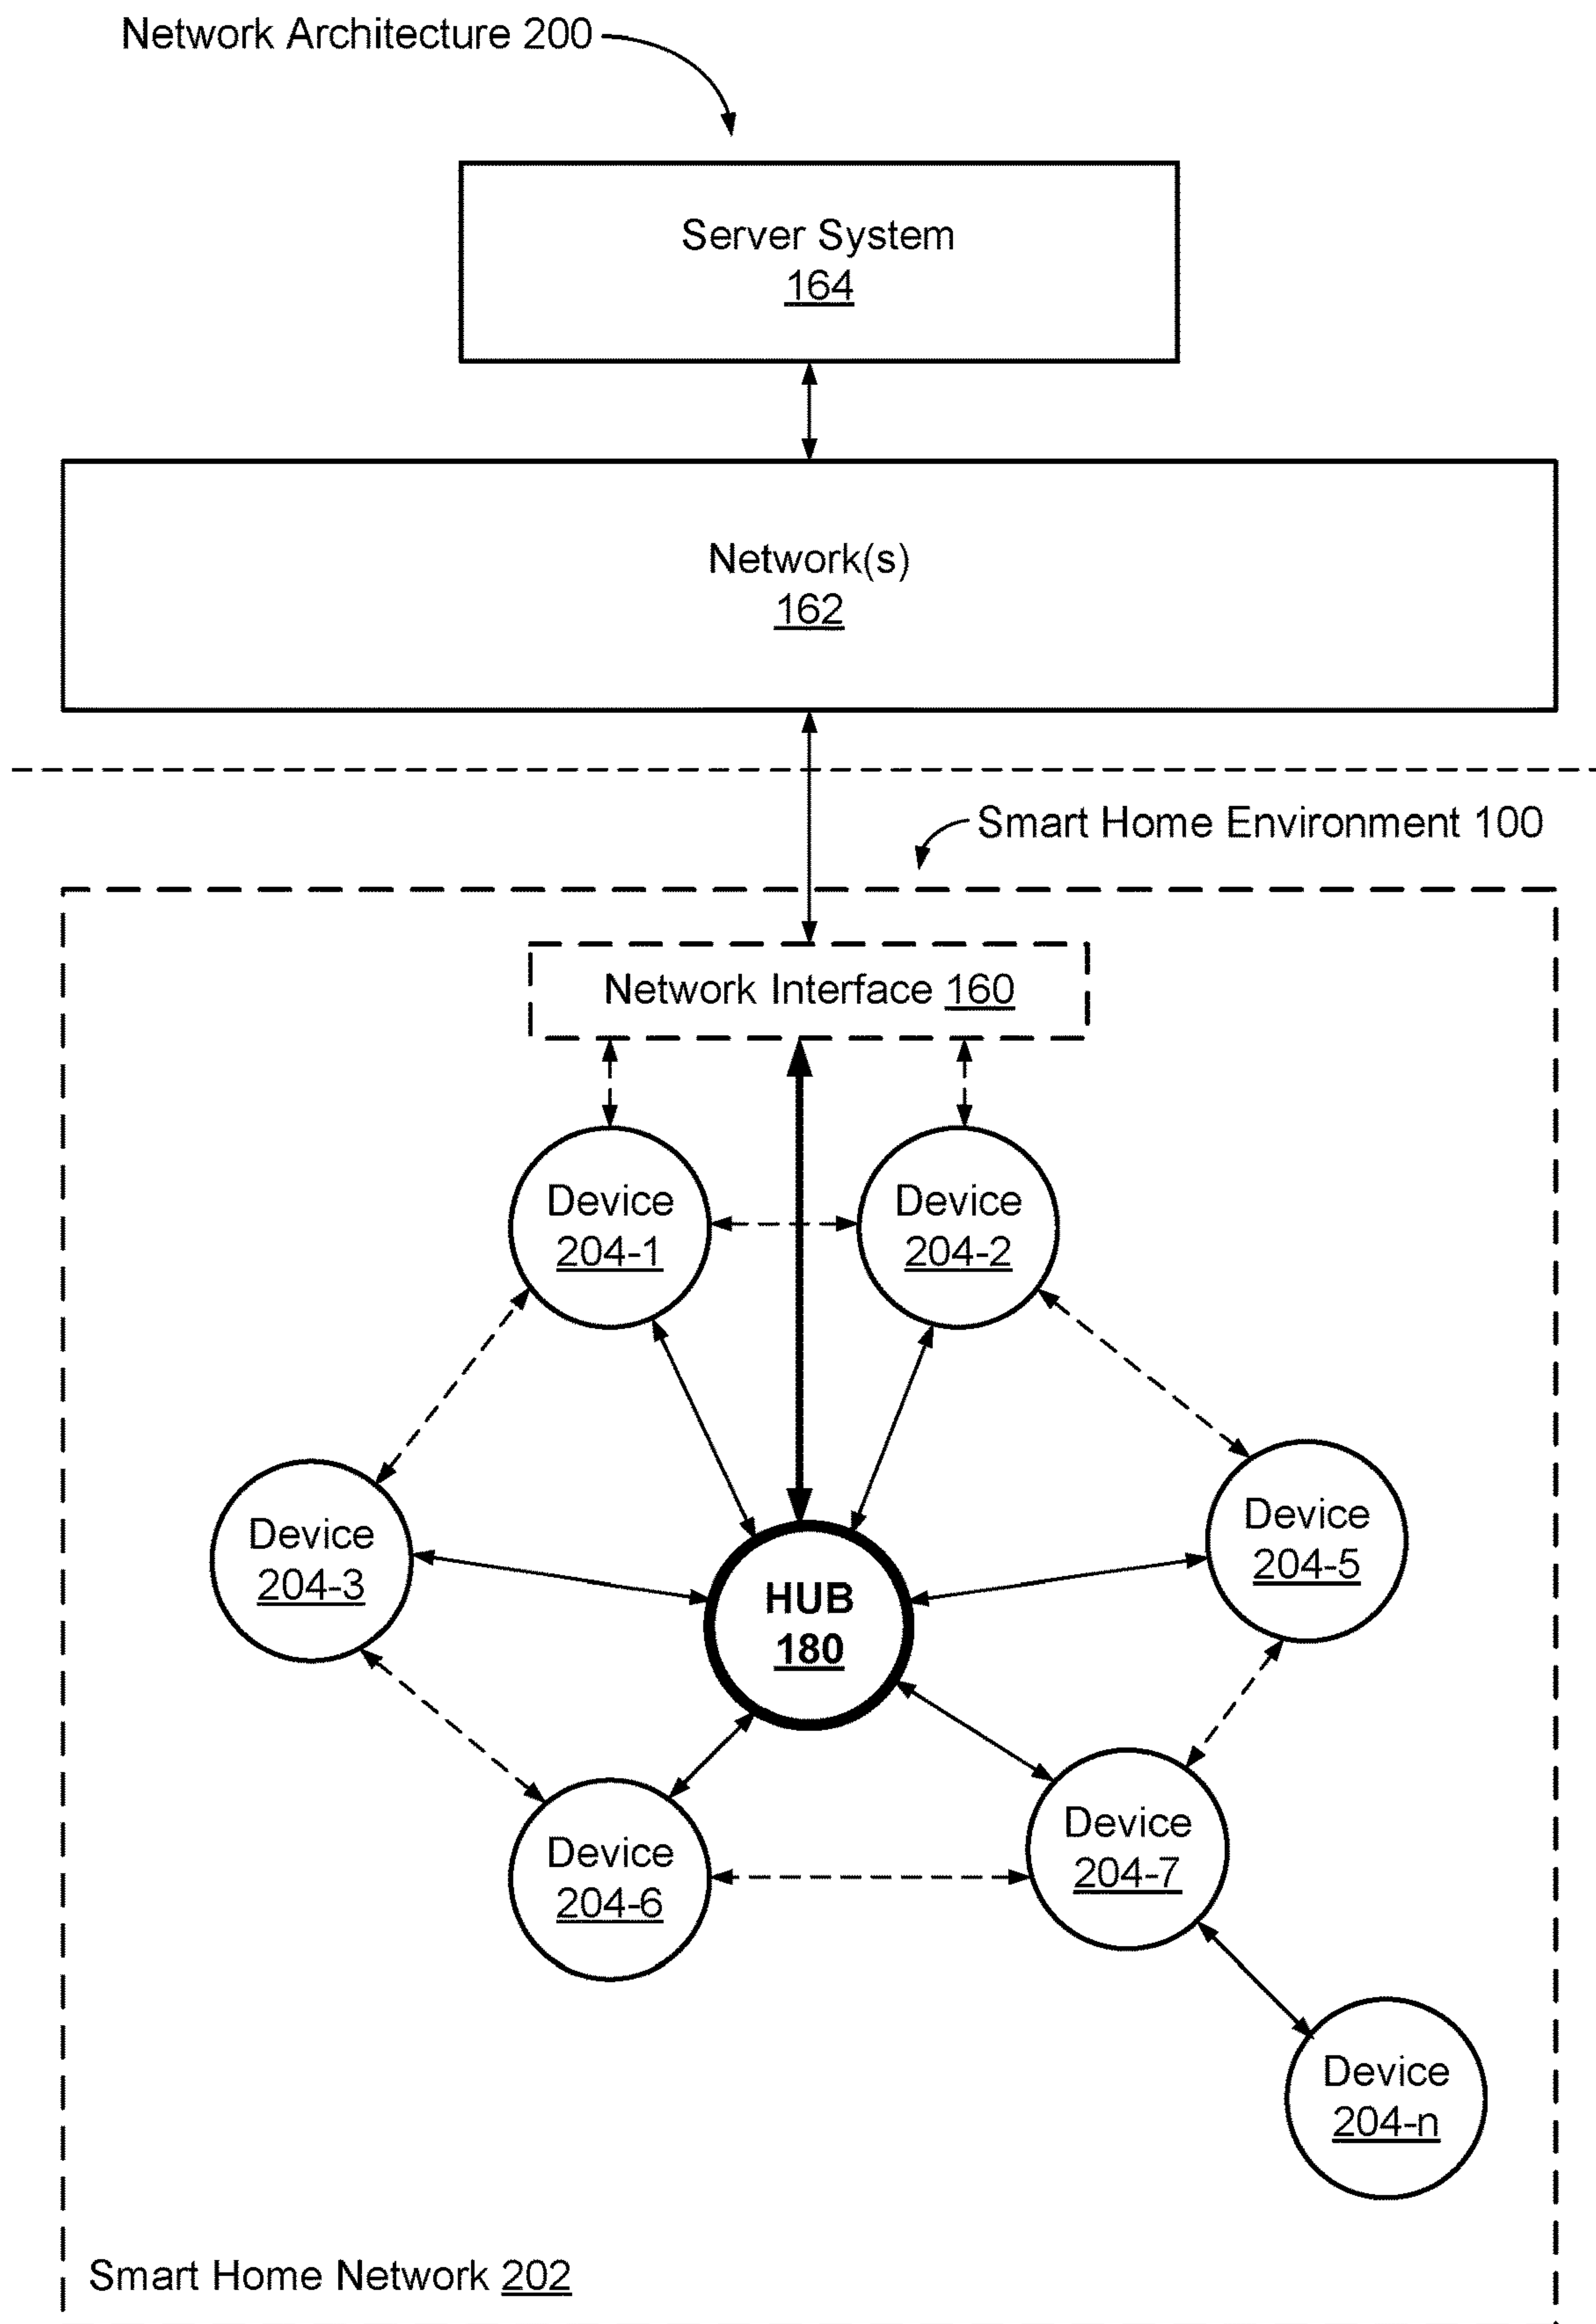 Network Architecture 200
Server System
164
Network(s)
162
Smart Home Environment 100
Network Interface 160
Device
204-1
Device
204-2
Device
204-3
Device
204-5
HUB
180
Device
204-6
Device
204-7
Device
204-n
Smart Home Network 202